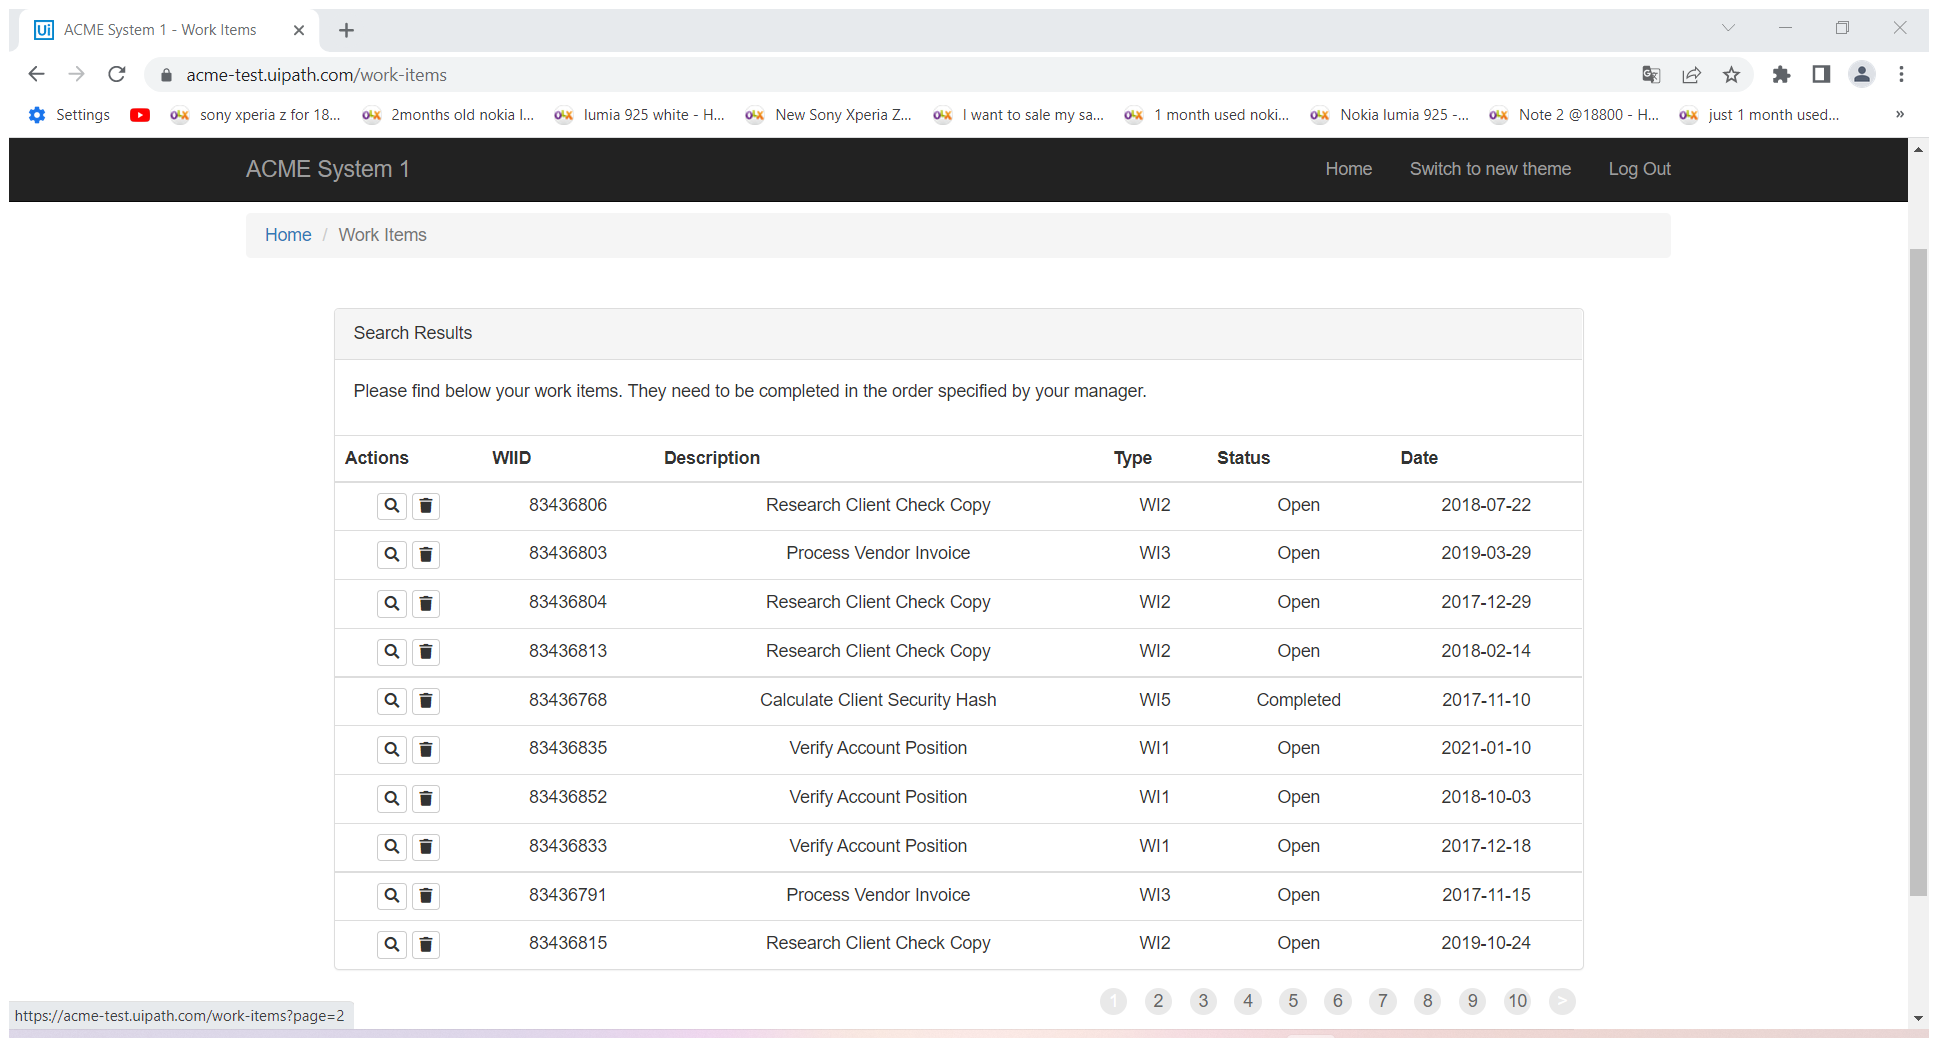 Ui ACME System 1 - Work Items
acme-test.uipath.com/work-items
Settings sony xperia z for 18... 2months old nokia l... lumia 925 white - H... New Sony Xperia Z... I want to sale my sa... 1 month used noki... Nokia lumia 925 -... Note 2 @18800 - H... just 1 month used... »
ACME System 1 Home Switch to new theme Log Out
Home / Work Items
Search Results
Please find below your work items. They need to be completed in the order specified by your manager.
Actions WIID Description Type Status Date
83436806 Research Client Check Copy WI2 Open 2018-07-22
83436803 Process Vendor Invoice WI3 Open 2019-03-29
83436804 Research Client Check Copy WI2 Open 2017-12-29
83436813 Research Client Check Copy WI2 Open 2018-02-14
83436768 Calculate Client Security Hash WI5 Completed 2017-11-10
83436835 Verify Account Position WI1 Open 2021-01-10
83436852 Verify Account Position WI1 Open 2018-10-03
83436833 Verify Account Position WI1 Open 2017-12-18
83436791 Process Vendor Invoice WI3 Open 2017-11-15
83436815 Research Client Check Copy WI2 Open 2019-10-24
1 2 3 4 5 6 7 8 9 10 >
https://acme-test.uipath.com/work-items?page=2